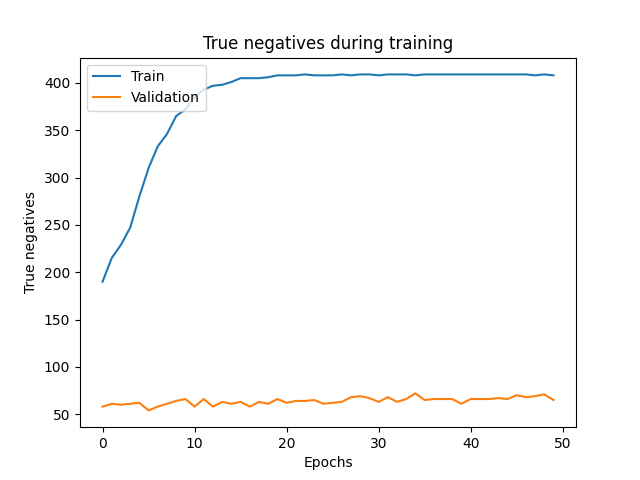 True negatives during training
Train
Validation
True negatives
400
350
300
250
200
150
100
50
0 10 20 30 40 50
Epochs